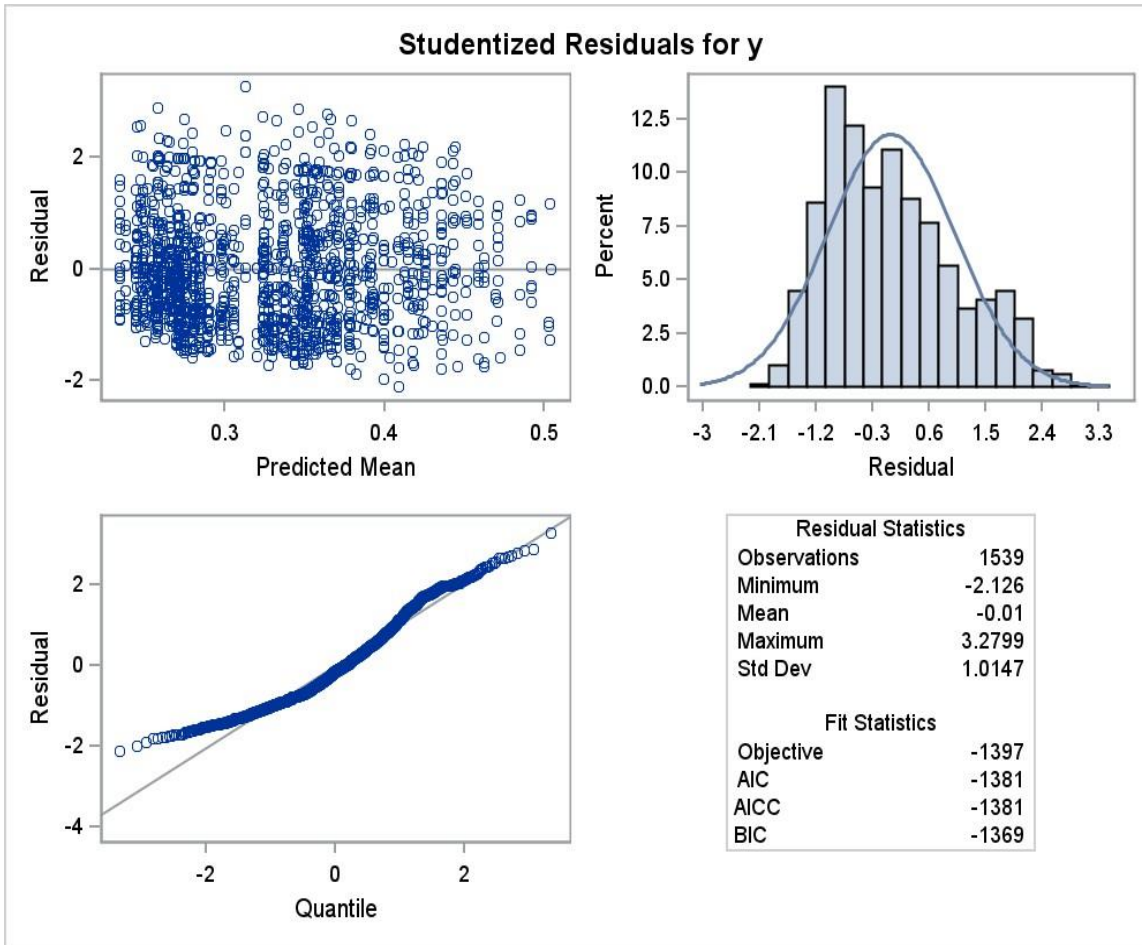 Studentized Residuals for y
Residual
2
0
-2
0.3 0.4 0.5
Predicted Mean
Percent
12.5
10.0
7.5
5.0
2.5
0.0
-3 -2.1 -1.2 -0.3 0.6 1.5 2.4 3.3
Residual
Residual
2
0
-2
-4
-2 0 2
Quantile
Residual Statistics
Observations 1539
Minimum -2.126
Mean -0.01
Maximum 3.2799
Std Dev 1.0147
Fit Statistics
Objective -1397
AIC -1381
AICC -1381
BIC -1369